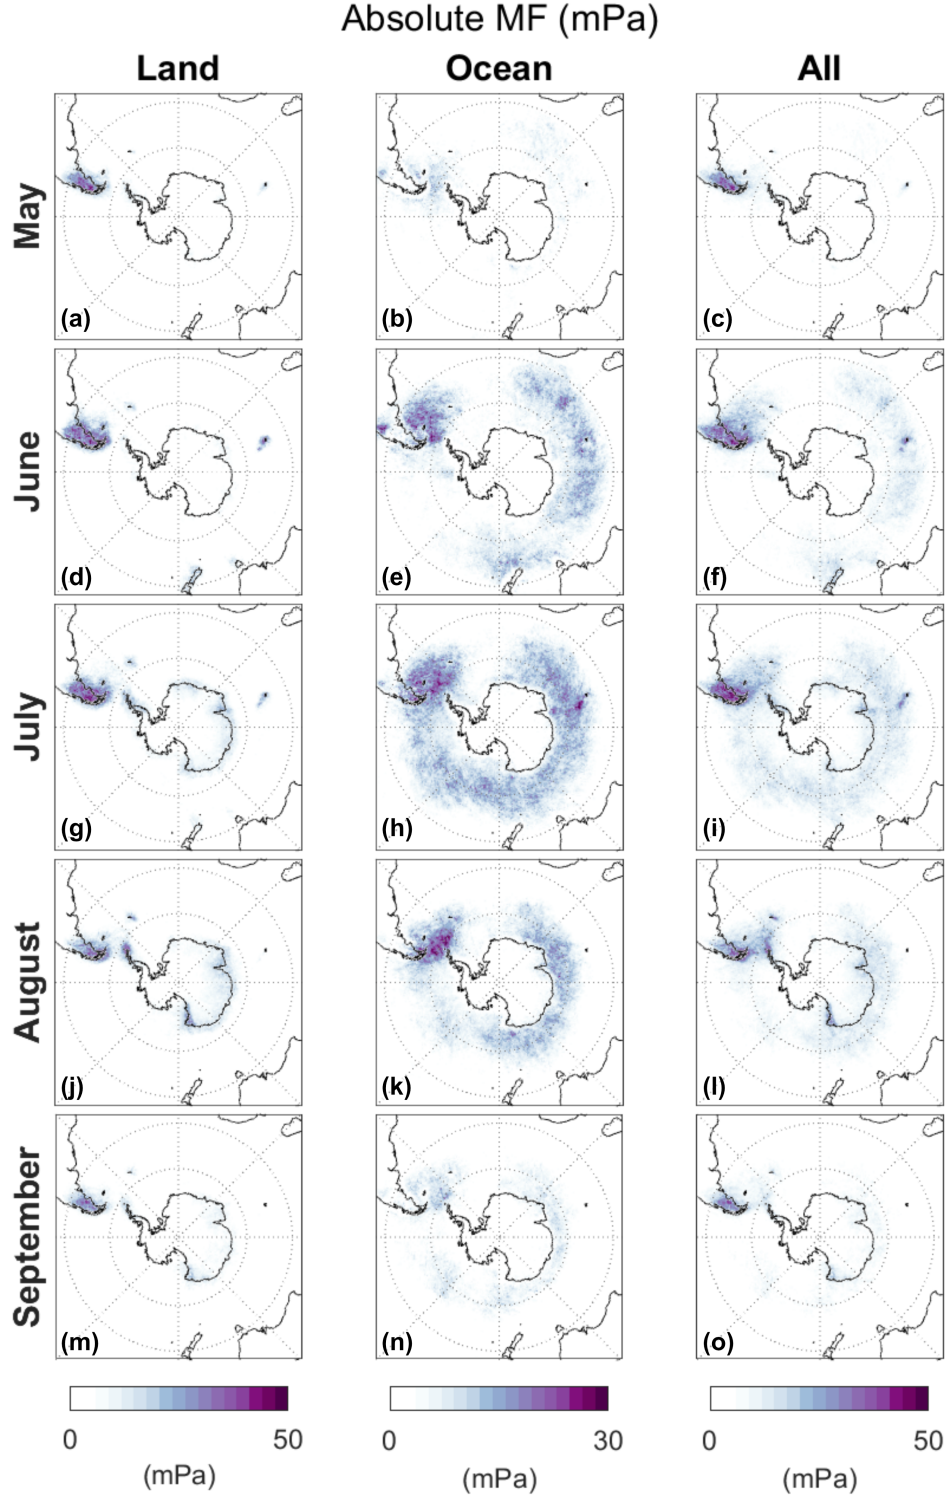 Absolute MF (mPa)
Land Ocean All
May
(a) (b) (c)
June
(d) (e) (f)
July
(g) (h) (i)
August
(j) (k) (l)
September
(m) (n) (o)
0 50 0 30 0 50
(mPa) (mPa) (mPa)